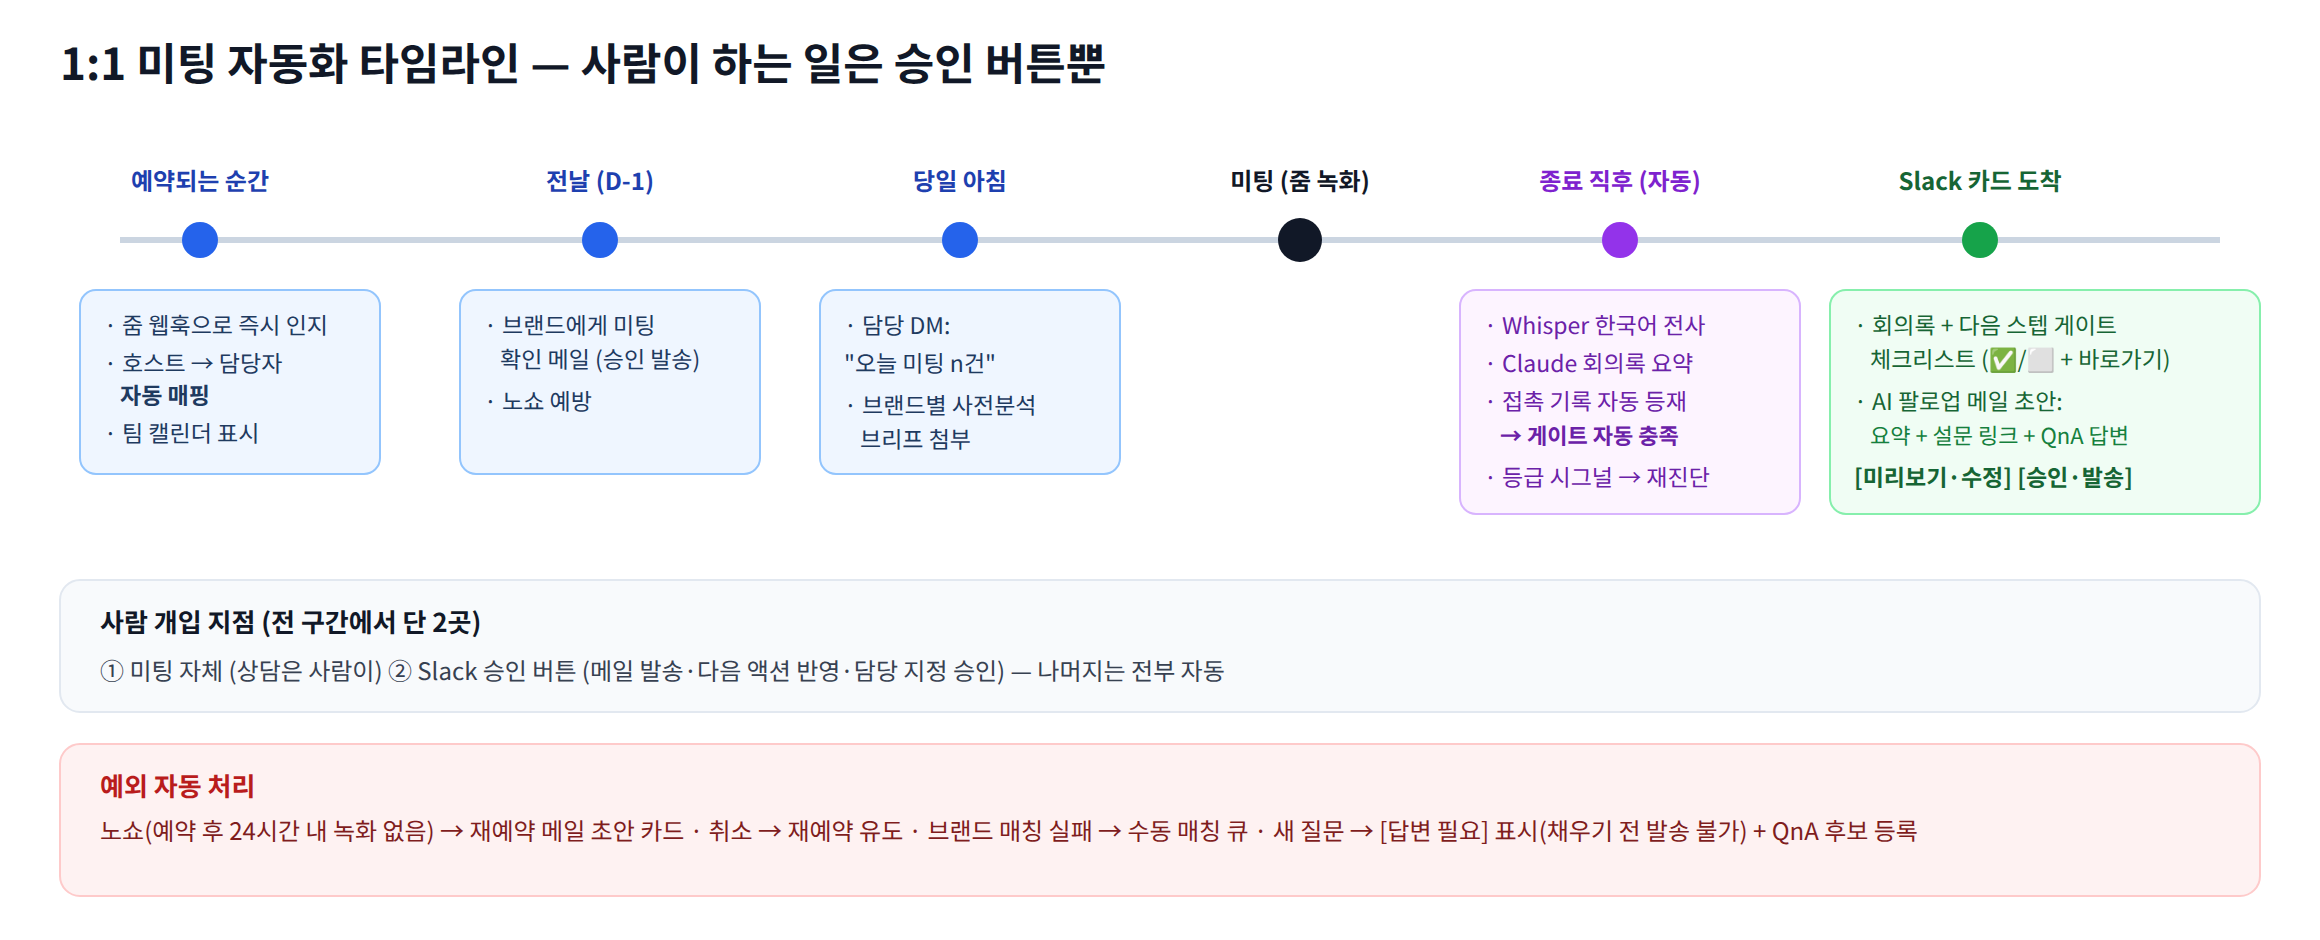 1:1 미팅 자동화 타임라인 — 사람이 하는 일은 승인 버튼뿐
예약되는 순간
전날 (D-1)
당일 아침
미팅 (줌 녹화)
종료 직후 (자동)
Slack 카드 도착
· 줌 웹훅으로 즉시 인지
· 호스트 → 담당자
자동 매핑
· 팀 캘린더 표시
· 브랜드에게 미팅
확인 메일 (승인 발송)
· 노쇼 예방
· 담당 DM:
"오늘 미팅 n건"
· 브랜드별 사전분석
브리프 첨부
· Whisper 한국어 전사
· Claude 회의록 요약
· 접촉 기록 자동 등재
→ 게이트 자동 충족
· 등급 시그널 → 재진단
· 회의록 + 다음 스텝 게이트
체크리스트 (✅/⬜ + 바로가기)
· AI 팔로업 메일 초안:
요약 + 설문 링크 + QnA 답변
[미리보기·수정] [승인·발송]
사람 개입 지점 (전 구간에서 단 2곳)
① 미팅 자체 (상담은 사람이) ② Slack 승인 버튼 (메일 발송·다음 액션 반영·담당 지정 승인) — 나머지는 전부 자동
예외 자동 처리
노쇼(예약 후 24시간 내 녹화 없음) → 재예약 메일 초안 카드 · 취소 → 재예약 유도 · 브랜드 매칭 실패 → 수동 매칭 큐 · 새 질문 → [답변 필요] 표시(채우기 전 발송 불가) + QnA 후보 등록